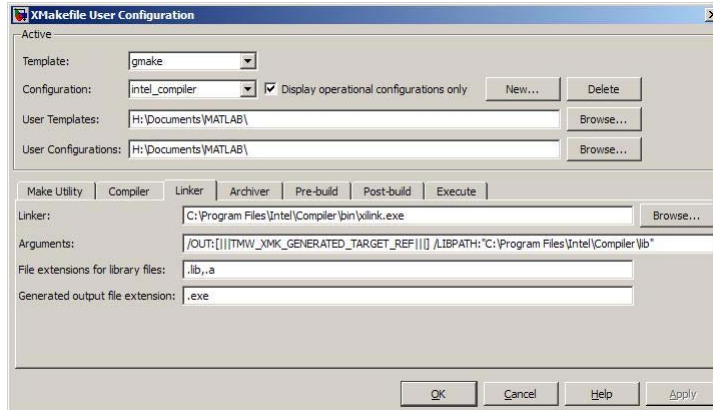 XMakefile User Configuration
Active
Template: gmake
Configuration: intel_compiler Display operational configurations only New... Delete
User Templates: H:\Documents\MATLAB\ Browse...
User Configurations: H:\Documents\MATLAB\ Browse...
Make Utility Compiler Linker Archiver Pre-build Post-build Execute
Linker: C:\Program Files\Intel\Compiler\bin\xilink.exe Browse...
Arguments: /OUT:[|||TMW_XMK_GENERATED_TARGET_REF|||] /LIBPATH:"C:\Program Files\Intel\Compiler\lib"
File extensions for library files: .lib,.a
Generated output file extension: .exe
OK Cancel Help Apply